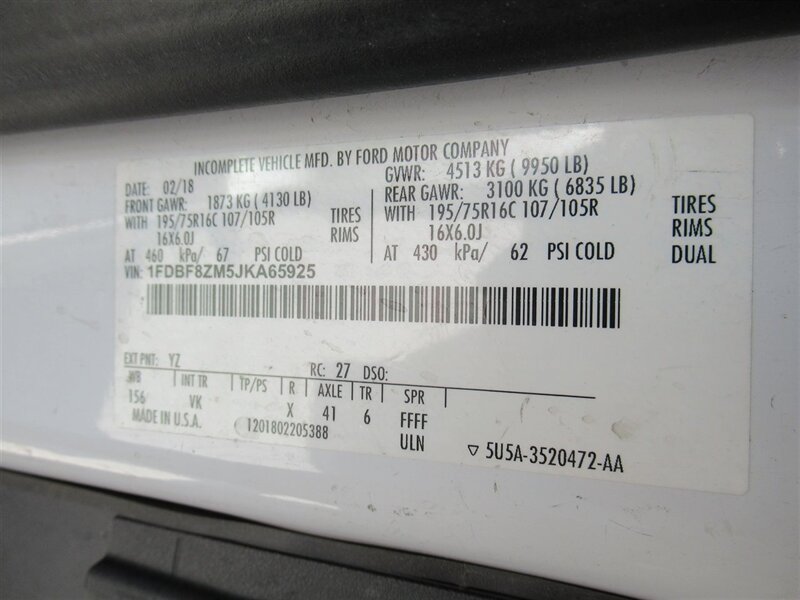 INCOMPLETE VEHICLE MFD. BY FORD MOTOR COMPANY
DATE: 02/18 GVWR: 4513 KG ( 9950 LB)
FRONT GAWR: 1873 KG ( 4130 LB) REAR GAWR: 3100 KG ( 6835 LB)
WITH 195/75R16C 107/105R TIRES WITH 195/75R16C 107/105R TIRES
16X6.0J RIMS 16X6.0J RIMS
AT 460 kPa/ 67 PSI COLD AT 430 kPa/ 62 PSI COLD DUAL
VIN: 1FDBF8ZM5JKA65925
EXT PNT: YZ RC: 27 DSO:
WB INT TR TP/PS R AXLE TR SPR
156 VK X 41 6 FFFF
MADE IN U.S.A. 1201802205388 ULN 5U5A-3520472-AA